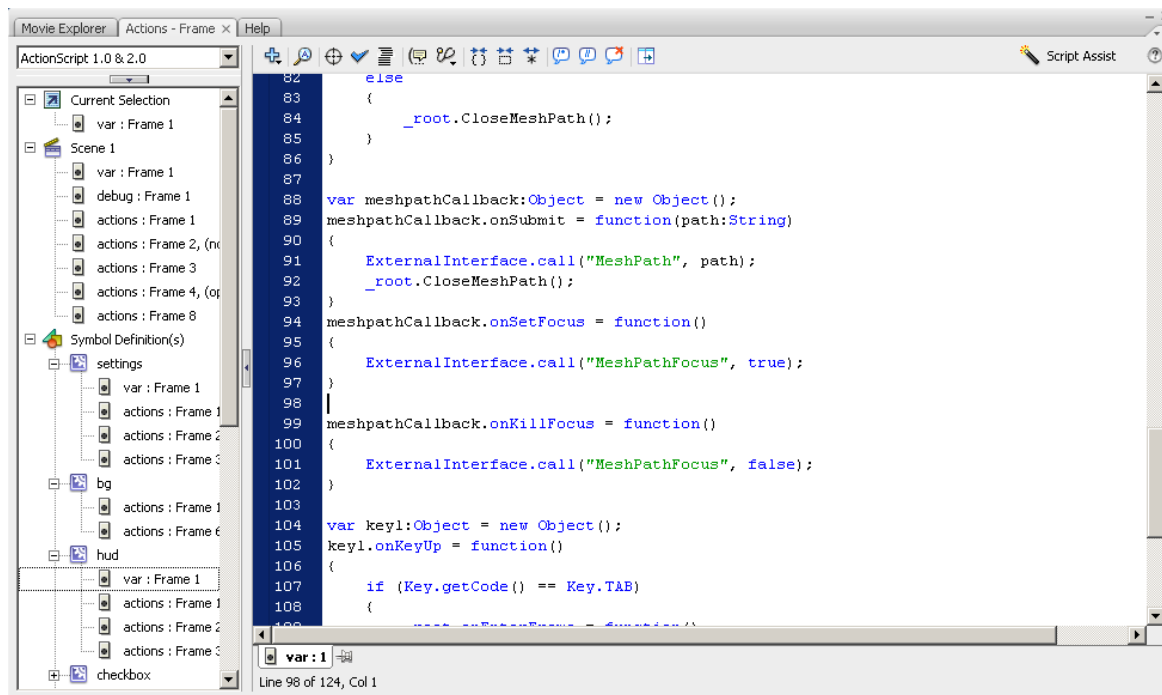 Movie Explorer Actions - Frame × Help
ActionScript 1.0 & 2.0
Script Assist
Current Selection
var : Frame 1
Scene 1
var : Frame 1
debug : Frame 1
actions : Frame 1
actions : Frame 2, (no
actions : Frame 3
actions : Frame 4, (op
actions : Frame 8
Symbol Definition(s)
settings
var : Frame 1
actions : Frame 1
actions : Frame 2
actions : Frame 3
bg
actions : Frame 1
actions : Frame 6
hud
var : Frame 1
actions : Frame 1
actions : Frame 2
actions : Frame 3
checkbox
82 else
83 {
84 _root.CloseMeshPath();
85 }
86 }
87
88 var meshpathCallback:Object = new Object();
89 meshpathCallback.onSubmit = function(path:String)
90 {
91 ExternalInterface.call("MeshPath", path);
92 _root.CloseMeshPath();
93 }
94 meshpathCallback.onSetFocus = function()
95 {
96 ExternalInterface.call("MeshPathFocus", true);
97 }
98
99 meshpathCallback.onKillFocus = function()
100 {
101 ExternalInterface.call("MeshPathFocus", false);
102 }
103
104 var keyl:Object = new Object();
105 keyl.onKeyUp = function()
106 {
107 if (Key.getCode() == Key.TAB)
108 {
var : 1
Line 98 of 124, Col 1